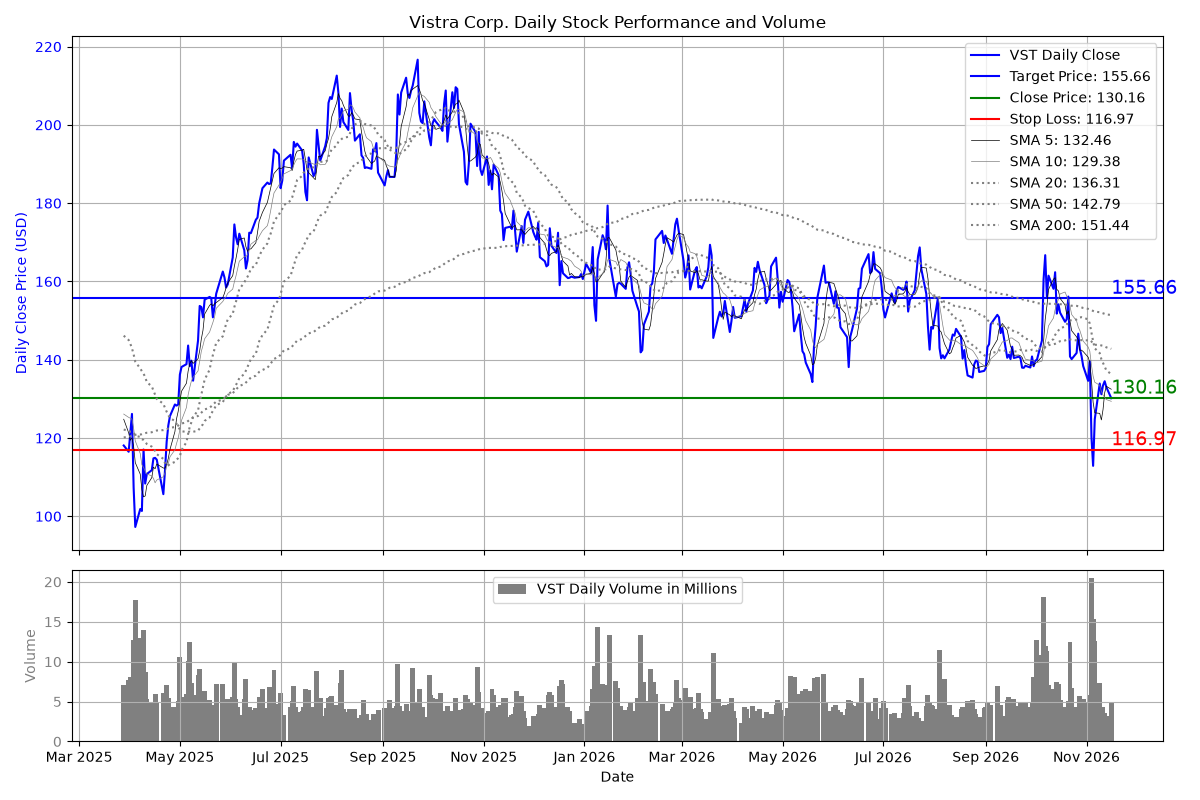 Vistra Corp. Daily Stock Performance and Volume
220
200
180
160
140
120
100
Daily Close Price (USD)
VST Daily Close
Target Price: 155.66
Close Price: 130.16
Stop Loss: 116.97
SMA 5: 132.46
SMA 10: 129.38
SMA 20: 136.31
SMA 50: 142.79
SMA 200: 151.44
155.66
130.16
116.97
VST Daily Volume in Millions
20
15
10
5
0
Volume
Mar 2025 May 2025 Jul 2025 Sep 2025 Nov 2025 Jan 2026 Mar 2026 May 2026 Jul 2026 Sep 2026 Nov 2026
Date